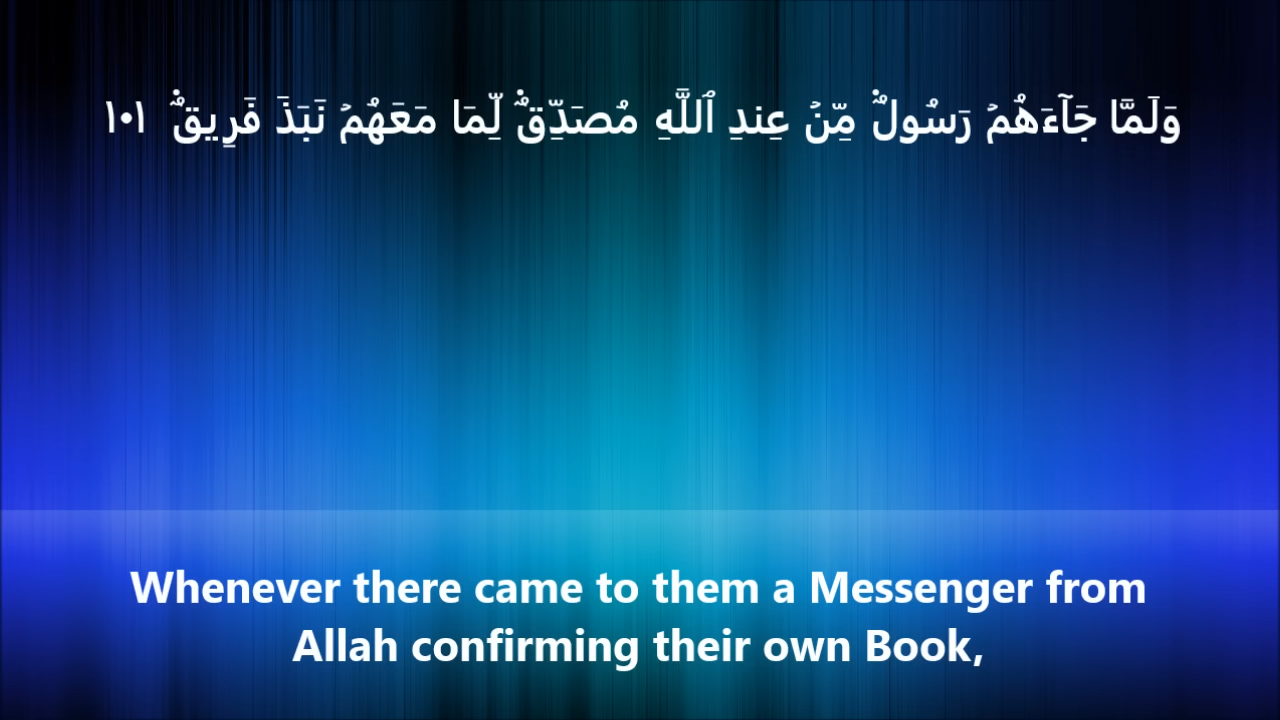 وَلَمَّا جَآءَهُمۡ رَسُولٞ مِّنۡ عِندِ ٱللَّهِ مُصَدِّقٞ لِّمَا مَعَهُمۡ نَبَذَ فَرِيقٞ ١٠١
Whenever there came to them a Messenger from
Allah confirming their own Book,